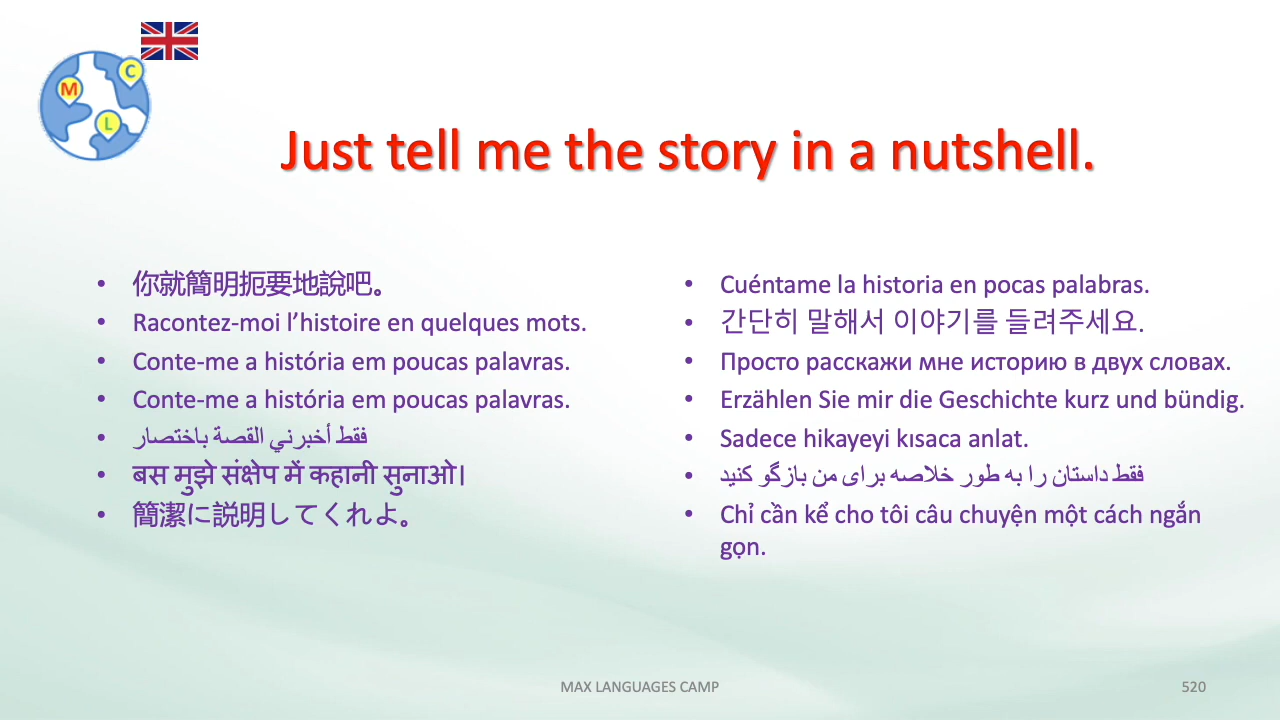 M
C
L
Just tell me the story in a nutshell.
• 你就簡明扼要地說吧。
• Racontez-moi l’histoire en quelques mots.
• Conte-me a história em poucas palavras.
• Conte-me a história em poucas palavras.
• فقط أخبرني القصة باختصار
• बस मुझे संक्षेप में कहानी सुनाओ।
• 簡潔に説明してくれよ。
• Cuéntame la historia en pocas palabras.
• 간단히 말해서 이야기를 들려주세요.
• Просто расскажи мне историю в двух словах.
• Erzählen Sie mir die Geschichte kurz und bündig.
• Sadece hikayeyi kısaca anlat.
• فقط داستان را به طور خلاصه برای من بازگو کنید
• Chỉ cần kể cho tôi câu chuyện một cách ngắn
gọn.
MAX LANGUAGES CAMP
520